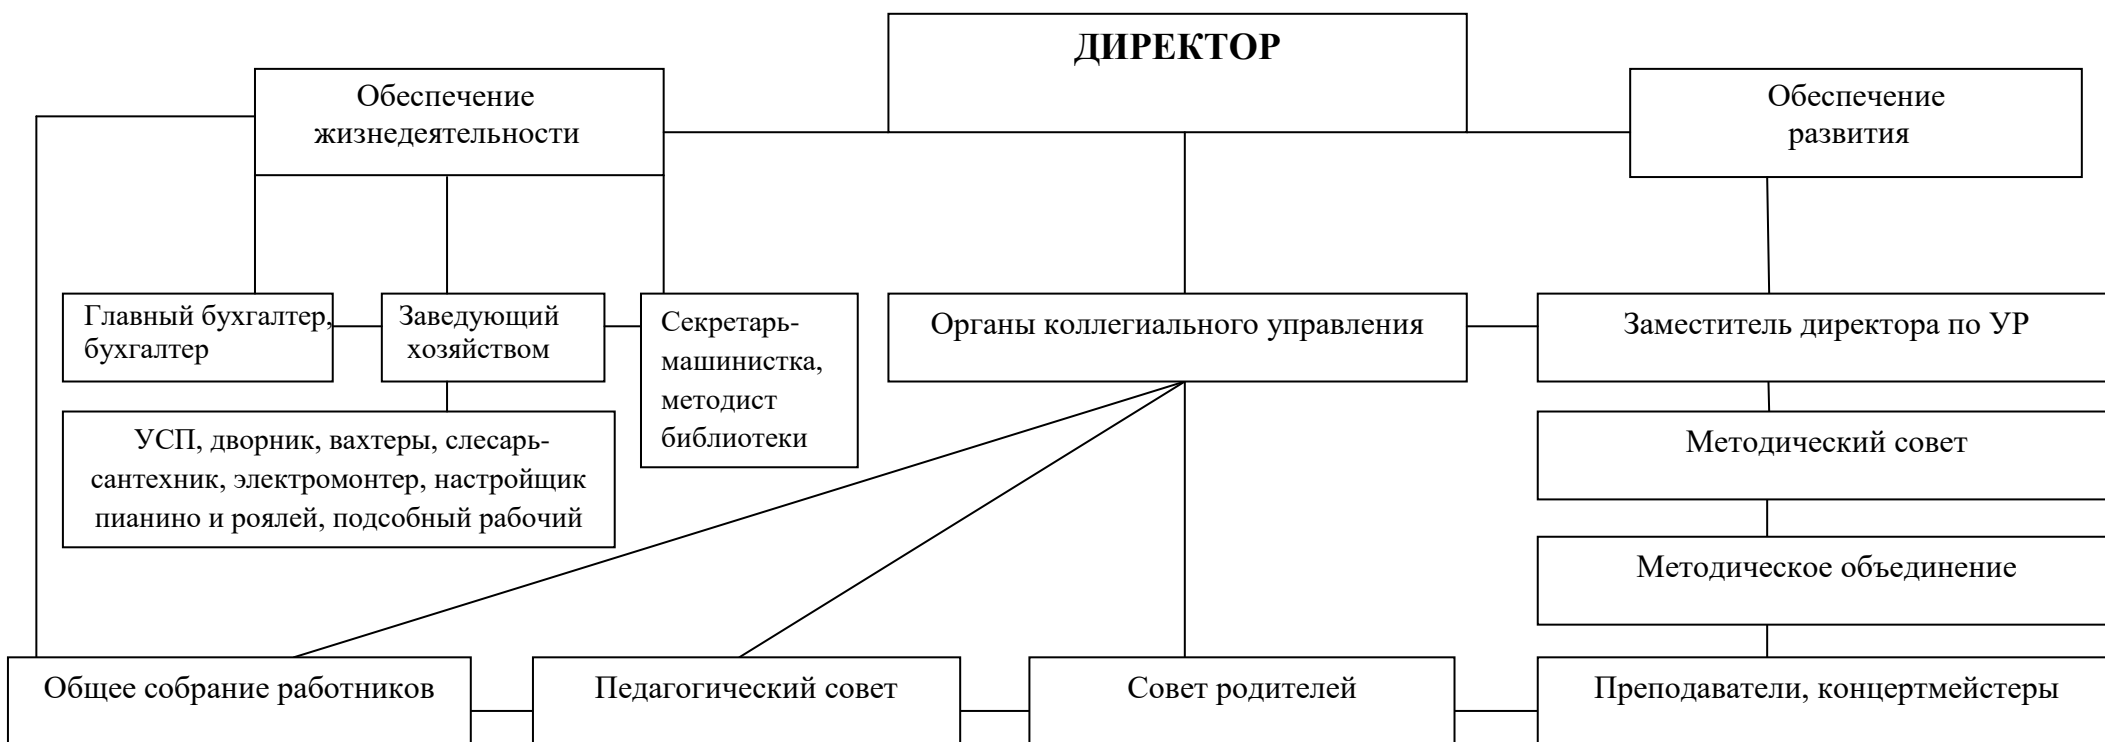 ДИРЕКТОР
Обеспечение
жизнедеятельности
Обеспечение
развития
Главный бухгалтер,
бухгалтер
Заведующий
хозяйством
Секретарь-
машинистка,
методист
библиотеки
Органы коллегиального управления
Заместитель директора по УР
УСП, дворник, вахтеры, слесарь-
сантехник, электромонтер, настройщик
пианино и роялей, подсобный рабочий
Методический совет
Методическое объединение
Общее собрание работников
Педагогический совет
Совет родителей
Преподаватели, концертмейстеры